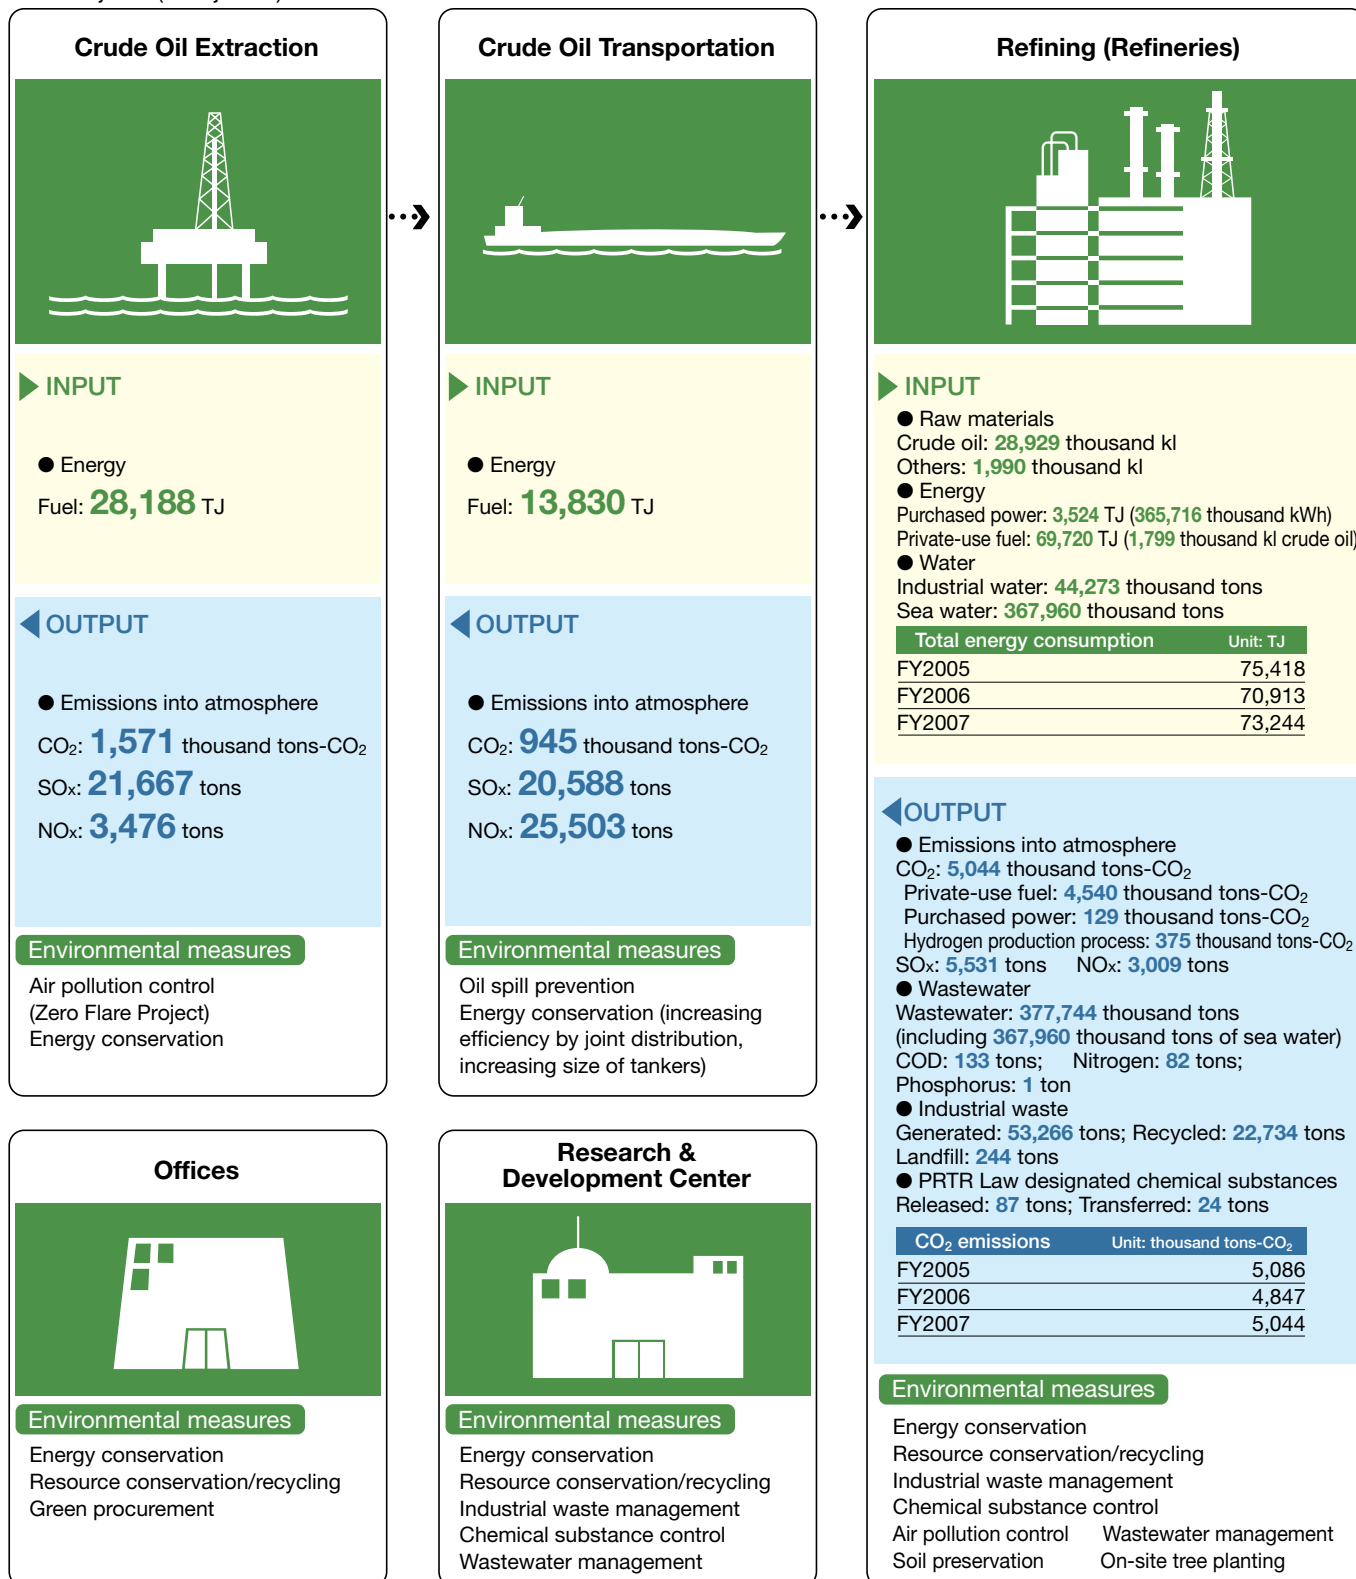 Crude Oil Extraction
INPUT
● Energy
Fuel: 28,188 TJ
OUTPUT
● Emissions into atmosphere
CO₂: 1,571 thousand tons-CO₂
SOx: 21,667 tons
NOx: 3,476 tons
Environmental measures
Air pollution control
(Zero Flare Project)
Energy conservation
Crude Oil Transportation
INPUT
● Energy
Fuel: 13,830 TJ
OUTPUT
● Emissions into atmosphere
CO₂: 945 thousand tons-CO₂
SOx: 20,588 tons
NOx: 25,503 tons
Environmental measures
Oil spill prevention
Energy conservation (increasing
efficiency by joint distribution,
increasing size of tankers)
Refining (Refineries)
INPUT
● Raw materials
Crude oil: 28,929 thousand kl
Others: 1,990 thousand kl
● Energy
Purchased power: 3,524 TJ (365,716 thousand kWh)
Private-use fuel: 69,720 TJ (1,799 thousand kl crude oil)
● Water
Industrial water: 44,273 thousand tons
Sea water: 367,960 thousand tons
Total energy consumption Unit: TJ
FY2005 75,418
FY2006 70,913
FY2007 73,244
OUTPUT
● Emissions into atmosphere
CO₂: 5,044 thousand tons-CO₂
Private-use fuel: 4,540 thousand tons-CO₂
Purchased power: 129 thousand tons-CO₂
Hydrogen production process: 375 thousand tons-CO₂
SOx: 5,531 tons NOx: 3,009 tons
● Wastewater
Wastewater: 377,744 thousand tons
(including 367,960 thousand tons of sea water)
COD: 133 tons; Nitrogen: 82 tons;
Phosphorus: 1 ton
● Industrial waste
Generated: 53,266 tons; Recycled: 22,734 tons
Landfill: 244 tons
● PRTR Law designated chemical substances
Released: 87 tons; Transferred: 24 tons
CO₂ emissions Unit: thousand tons-CO₂
FY2005 5,086
FY2006 4,847
FY2007 5,044
Environmental measures
Energy conservation
Resource conservation/recycling
Industrial waste management
Chemical substance control
Air pollution control Wastewater management
Soil preservation On-site tree planting
Offices
Environmental measures
Energy conservation
Resource conservation/recycling
Green procurement
Research &
Development Center
Environmental measures
Energy conservation
Resource conservation/recycling
Industrial waste management
Chemical substance control
Wastewater management